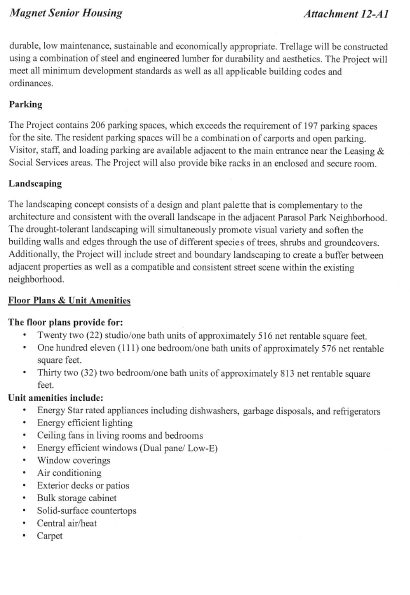 Magnet Senior Housing Attachment 12-A1
durable, low maintenance, sustainable and economically appropriate. Trellage will be constructed
using a combination of steel and engineered lumber for durability and aesthetics. The Project will
meet all minimum development standards as well as all applicable building codes and
ordinances.
Parking
The Project contains 206 parking spaces, which exceeds the requirement of 197 parking spaces
for the site. The resident parking spaces will be a combination of carports and open parking.
Visitor, staff, and loading parking are available adjacent to the main entrance near the Leasing &
Social Services areas. The Project will also provide bike racks in an enclosed and secure room.
Landscaping
The landscaping concept consists of a design and plant palette that is complementary to the
architecture and consistent with the overall landscape in the adjacent Parasol Park Neighborhood.
The drought-tolerant landscaping will simultaneously promote visual variety and soften the
building walls and edges through the use of different species of trees, shrubs and groundcovers.
Additionally, the Project will include street and boundary landscaping to create a buffer between
adjacent properties as well as a compatible and consistent street scene within the existing
neighborhood.
Floor Plans & Unit Amenities
The floor plans provide for:
• Twenty two (22) studio/one bath units of approximately 516 net rentable square feet.
• One hundred eleven (111) one bedroom/one bath units of approximately 576 net rentable
square feet.
• Thirty two (32) two bedroom/one bath units of approximately 813 net rentable square
feet.
Unit amenities include:
• Energy Star rated appliances including dishwashers, garbage disposals, and refrigerators
• Energy efficient lighting
• Ceiling fans in living rooms and bedrooms
• Energy efficient windows (Dual pane/ Low-E)
• Window coverings
• Air conditioning
• Exterior decks or patios
• Bulk storage cabinet
• Solid-surface countertops
• Central air/heat
• Carpet